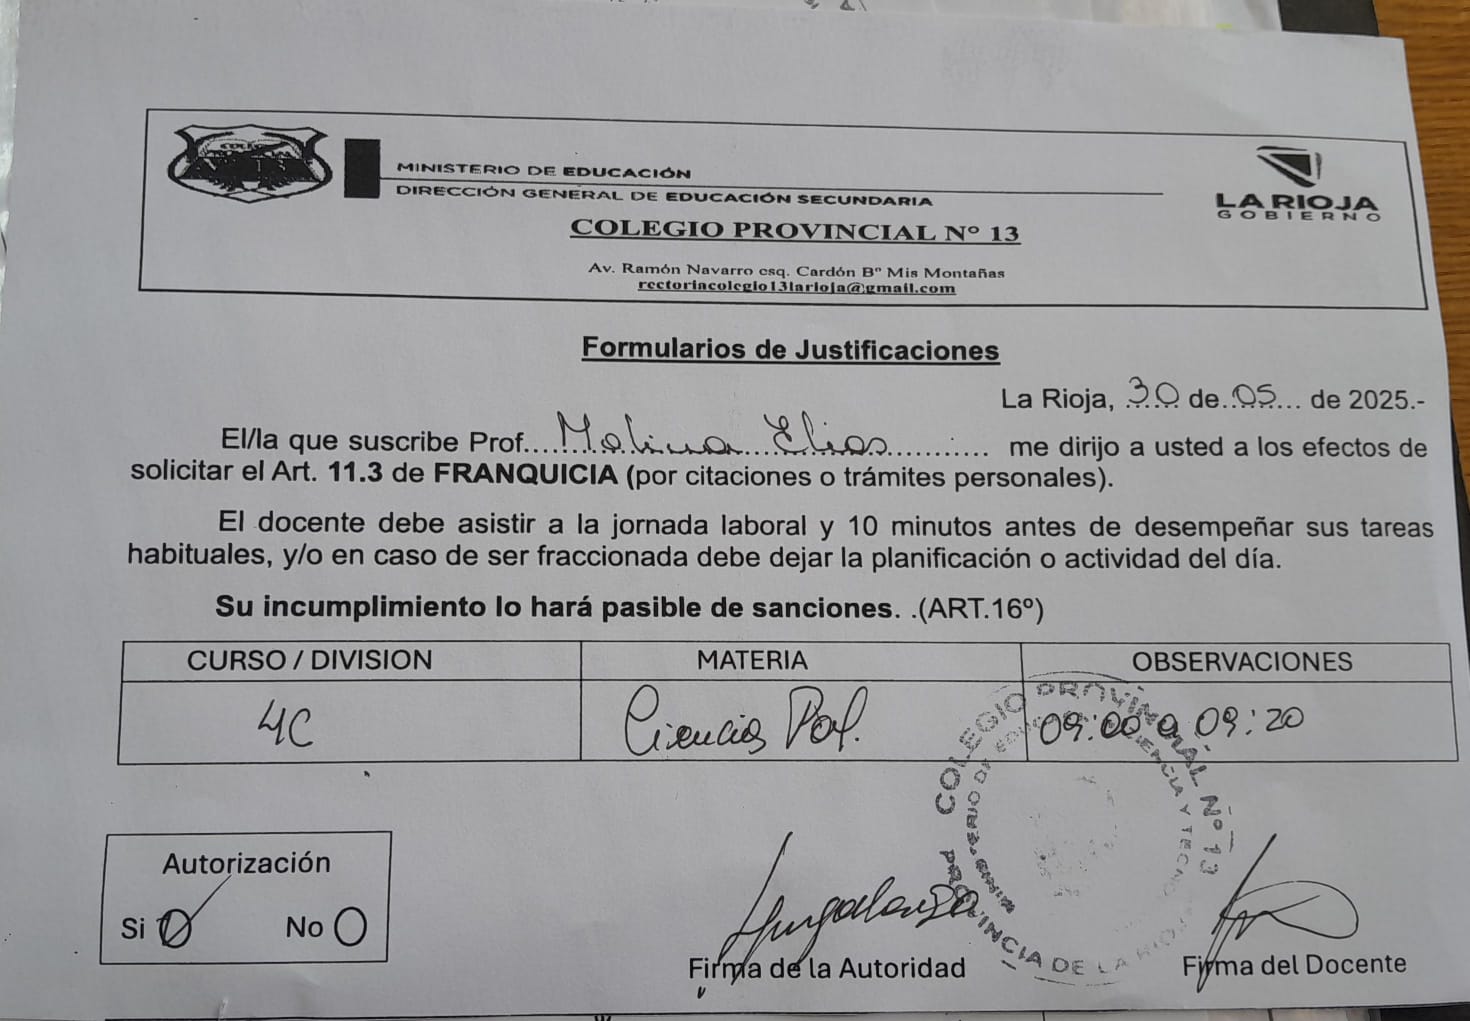 MINISTERIO DE EDUCACIÓN
DIRECCIÓN GENERAL DE EDUCACIÓN SECUNDARIA
COLEGIO PROVINCIAL Nº 13
Av. Ramón Navarro esq. Cardón Bº Mis Montañas
rectoriacolegio13larioja@gmail.com
LA RIOJA
GOBIERNO
Formularios de Justificaciones
La Rioja, 30 de 05 de 2025.-
El/la que suscribe Prof. Molina Elias me dirijo a usted a los efectos de
solicitar el Art. 11.3 de FRANQUICIA (por citaciones o trámites personales).
El docente debe asistir a la jornada laboral y 10 minutos antes de desempeñar sus tareas
habituales, y/o en caso de ser fraccionada debe dejar la planificación o actividad del día.
Su incumplimiento lo hará pasible de sanciones. .(ART.16º)
CURSO / DIVISION MATERIA OBSERVACIONES
4C Ciencias Pol. 09:00 a 09:20
COLEGIO PROVINCIAL Nº 13
PROVINCIA DE LA RIOJA
Autorización
Si No
Firma de la Autoridad
Firma del Docente